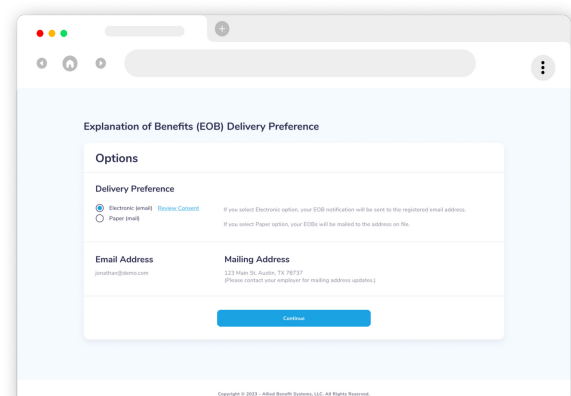 Explanation of Benefits (EOB) Delivery Preference
Options
Delivery Preference
Electronic (email) Review Consent
Paper (mail)
If you select Electronic option, your EOB notification will be sent to the registered email address.
If you select Paper option, your EOBs will be mailed to the address on file.
Email Address
jonathan@demo.com
Mailing Address
123 Main St. Austin, TX 78737
(Please contact your employer for mailing address updates.)
Continue
Copyright © 2023 - Allied Benefit Systems, LLC. All Rights Reserved.